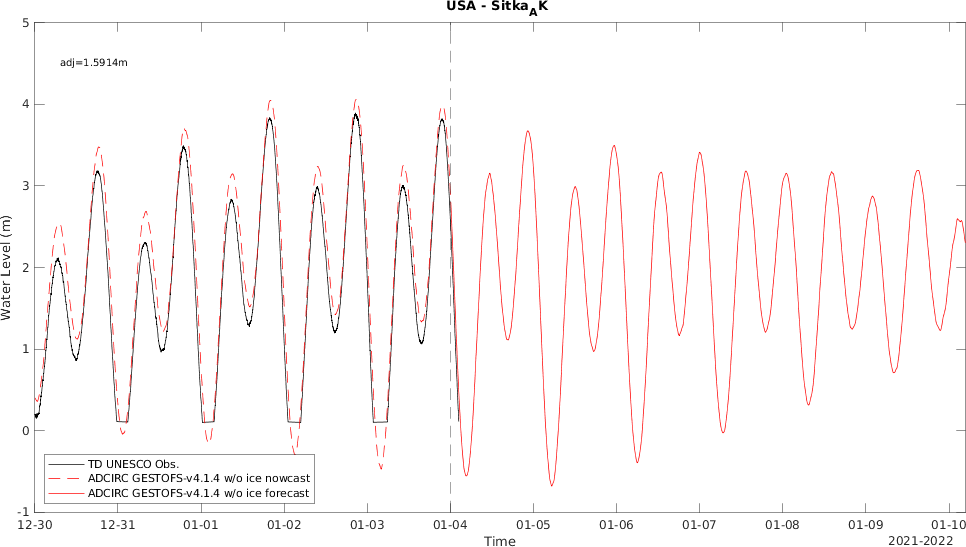 USA - Sitka_AK
5
adj=1.5914m
4
3
2
1
0
-1
Water Level (m)
TD UNESCO Obs.
ADCIRC GESTOFS-v4.1.4 w/o ice nowcast
ADCIRC GESTOFS-v4.1.4 w/o ice forecast
12-30 12-31 01-01 01-02 01-03 01-04 01-05 01-06 01-07 01-08 01-09 01-10
Time
2021-2022